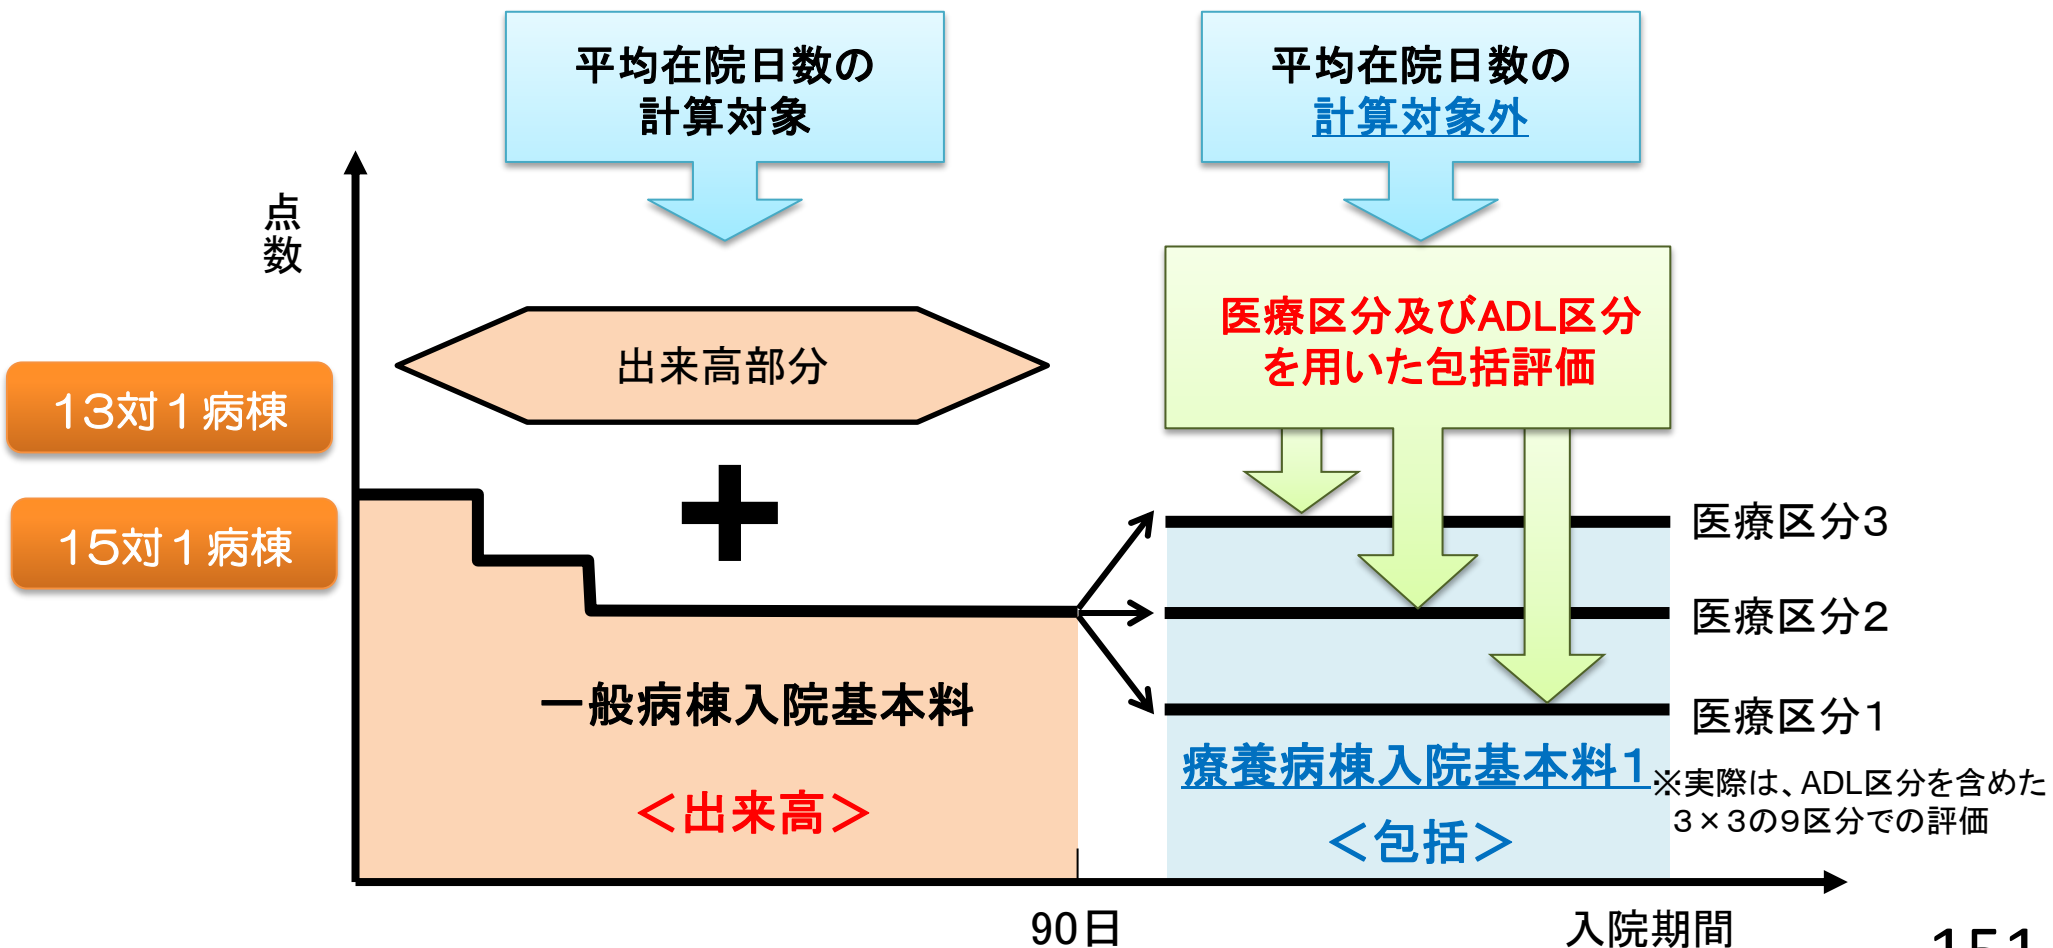 平均在院日数の
計算対象
平均在院日数の
計算対象外
点数
医療区分及びADL区分
を用いた包括評価
出来高部分
13対1病棟
15対1病棟
医療区分3
医療区分2
医療区分1
一般病棟入院基本料
＜出来高＞
療養病棟入院基本料1
＜包括＞
※実際は、ADL区分を含めた
3×3の9区分での評価
90日
入院期間
151